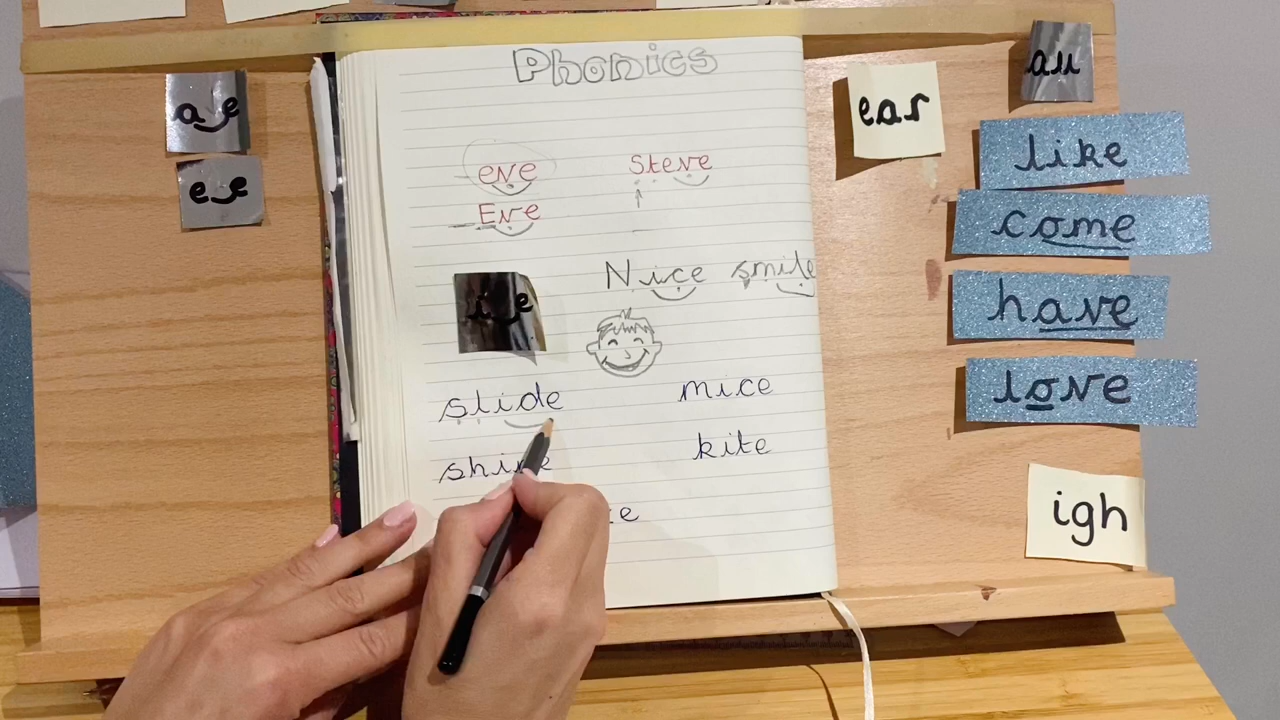 Phonics
a_e
e_e
eve
Steve
Eve
i_e
Nice smile
slide
mice
shine
kite
ear
au
like
come
have
love
igh